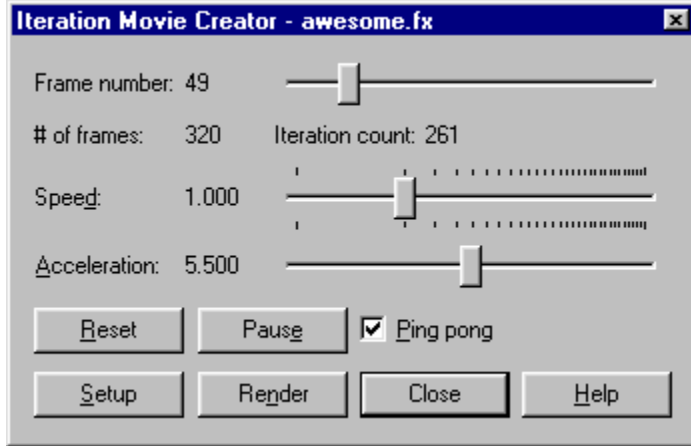 Iteration Movie Creator - awesome.fx
Frame number: 49
# of frames: 320 Iteration count: 261
Speed: 1.000
Acceleration: 5.500
Reset Pause Ping pong
Setup Render Close Help